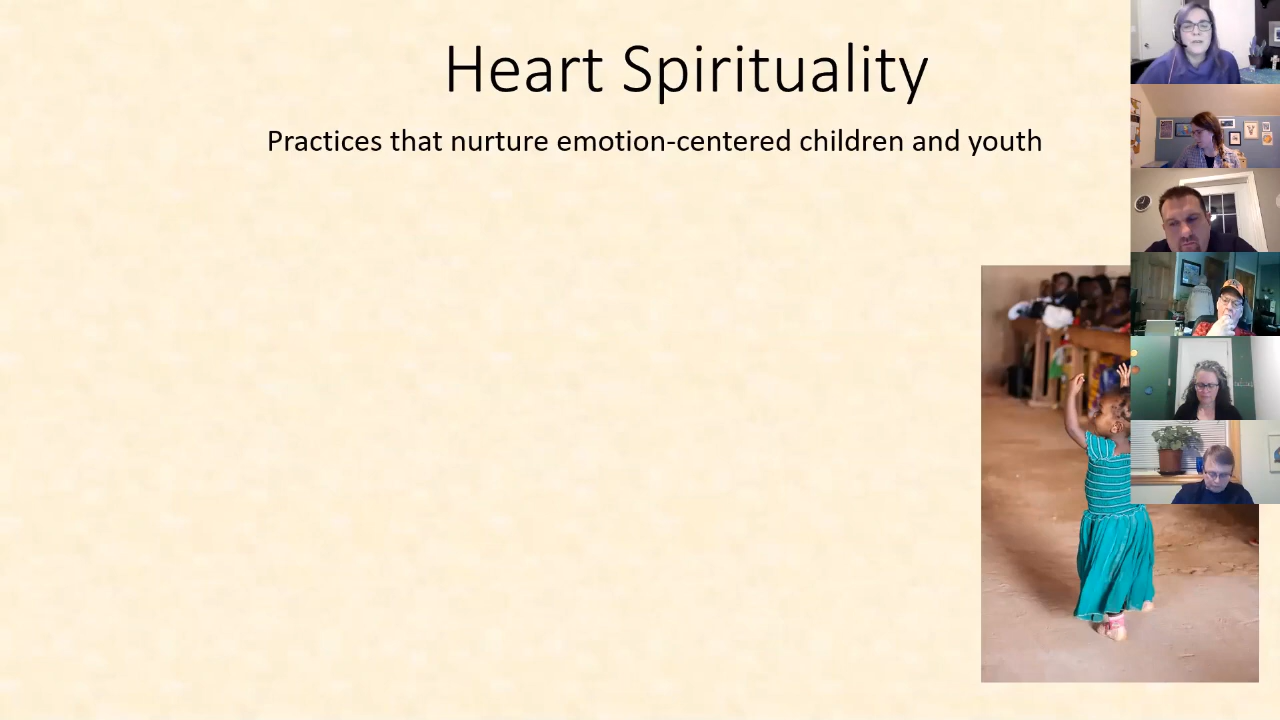 Heart Spirituality
Practices that nurture emotion-centered children and youth